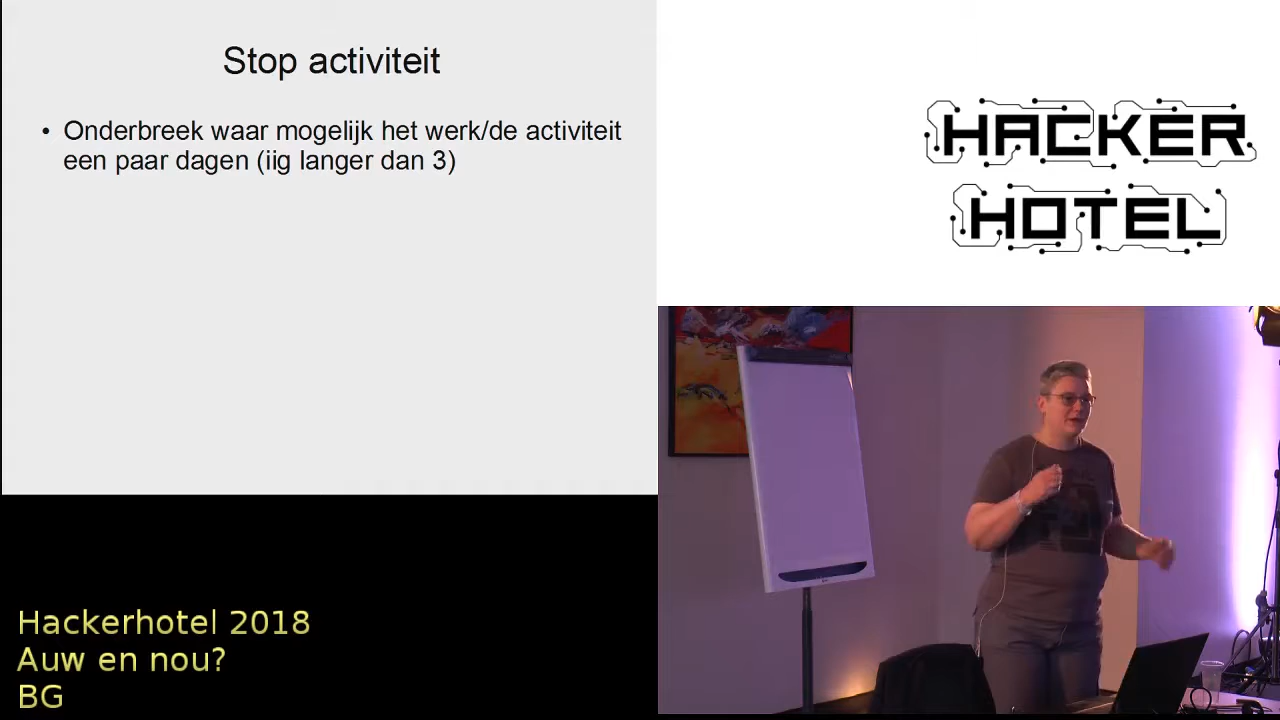 Stop activiteit
• Onderbreek waar mogelijk het werk/de activiteit
een paar dagen (iig langer dan 3)
HACKER
HOTEL
Hackerhotel 2018
Auw en nou?
BG